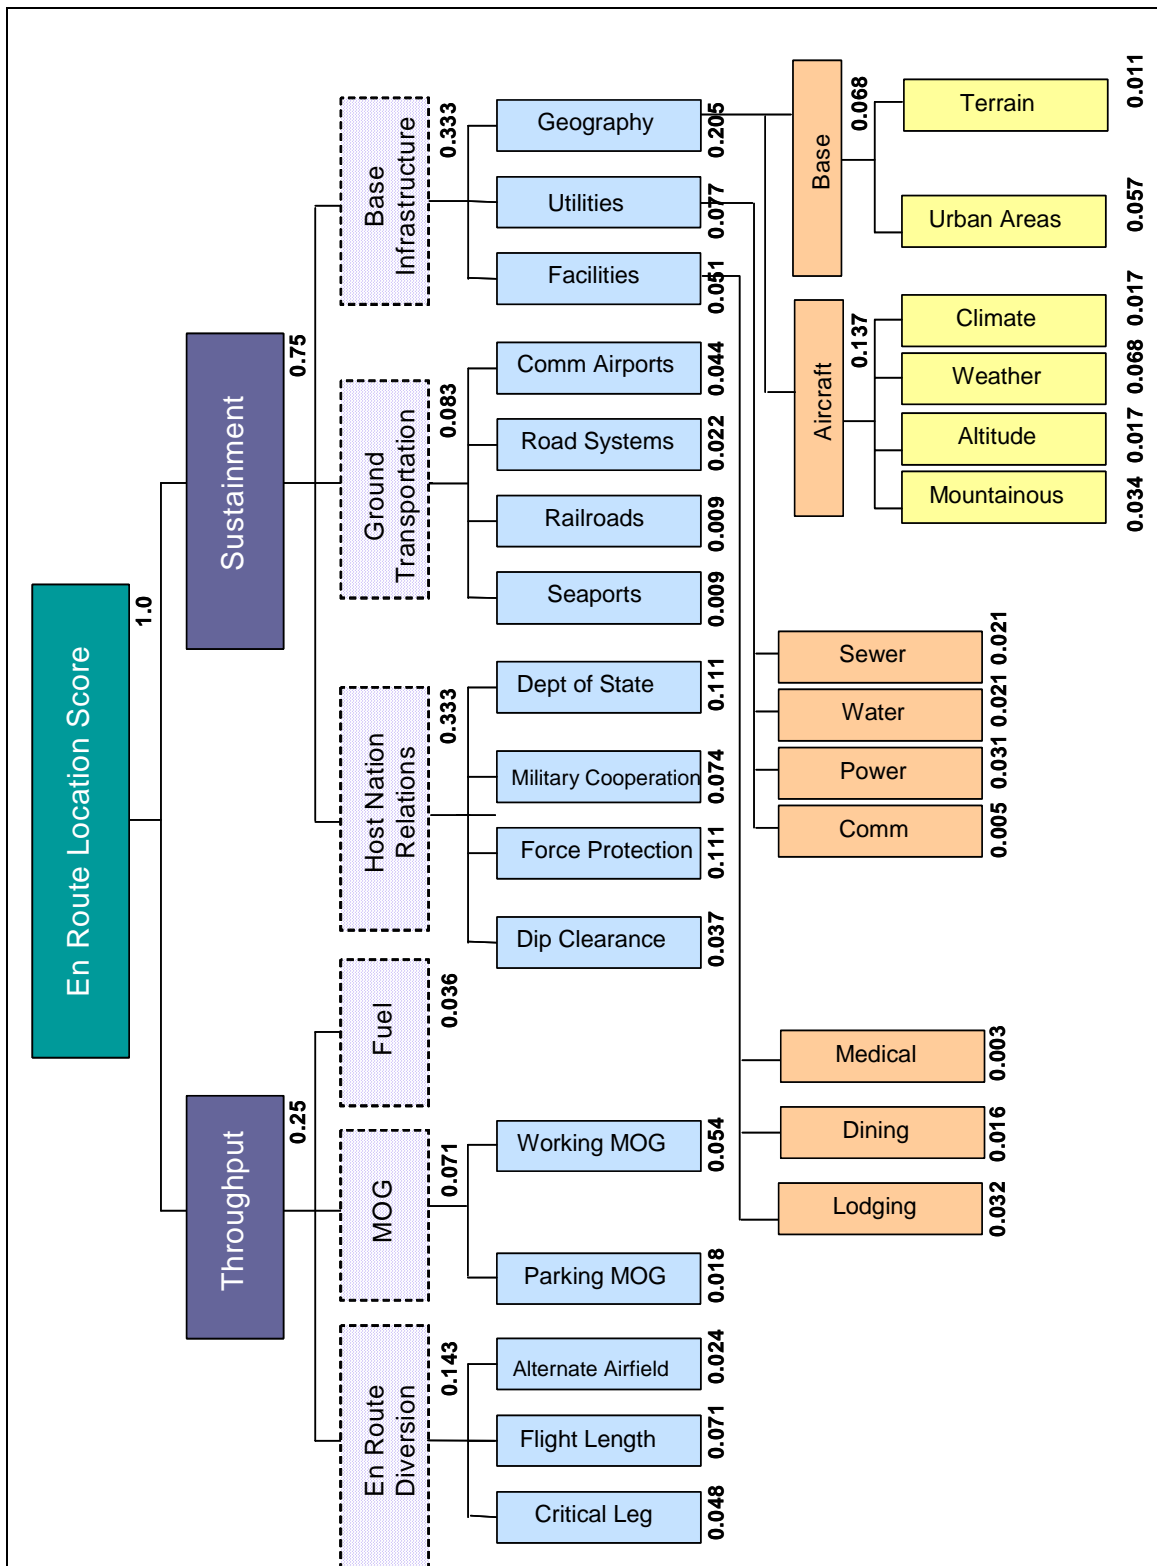 En Route Location Score
1.0
Throughput
0.25
Sustainment
0.75
En Route
Diversion
0.143
MOG
0.071
Fuel
0.036
Host Nation
Relations
0.333
Ground
Transportation
0.083
Base
Infrastructure
0.333
Geography
0.205
Utilities
0.077
Facilities
0.051
Comm Airports
0.044
Road Systems
0.022
Railroads
0.009
Seaports
0.009
Dept of State
0.111
Military Cooperation
0.074
Force Protection
0.111
Dip Clearance
0.037
Working MOG
0.054
Parking MOG
0.018
Alternate Airfield
0.024
Flight Length
0.071
Critical Leg
0.048
Base
0.068
Aircraft
0.137
Sewer
0.021
Water
0.021
Power
0.031
Comm
0.005
Medical
0.003
Dining
0.016
Lodging
0.032
Terrain
0.011
Urban Areas
0.057
Climate
0.017
Weather
0.068
Altitude
0.017
Mountainous
0.034